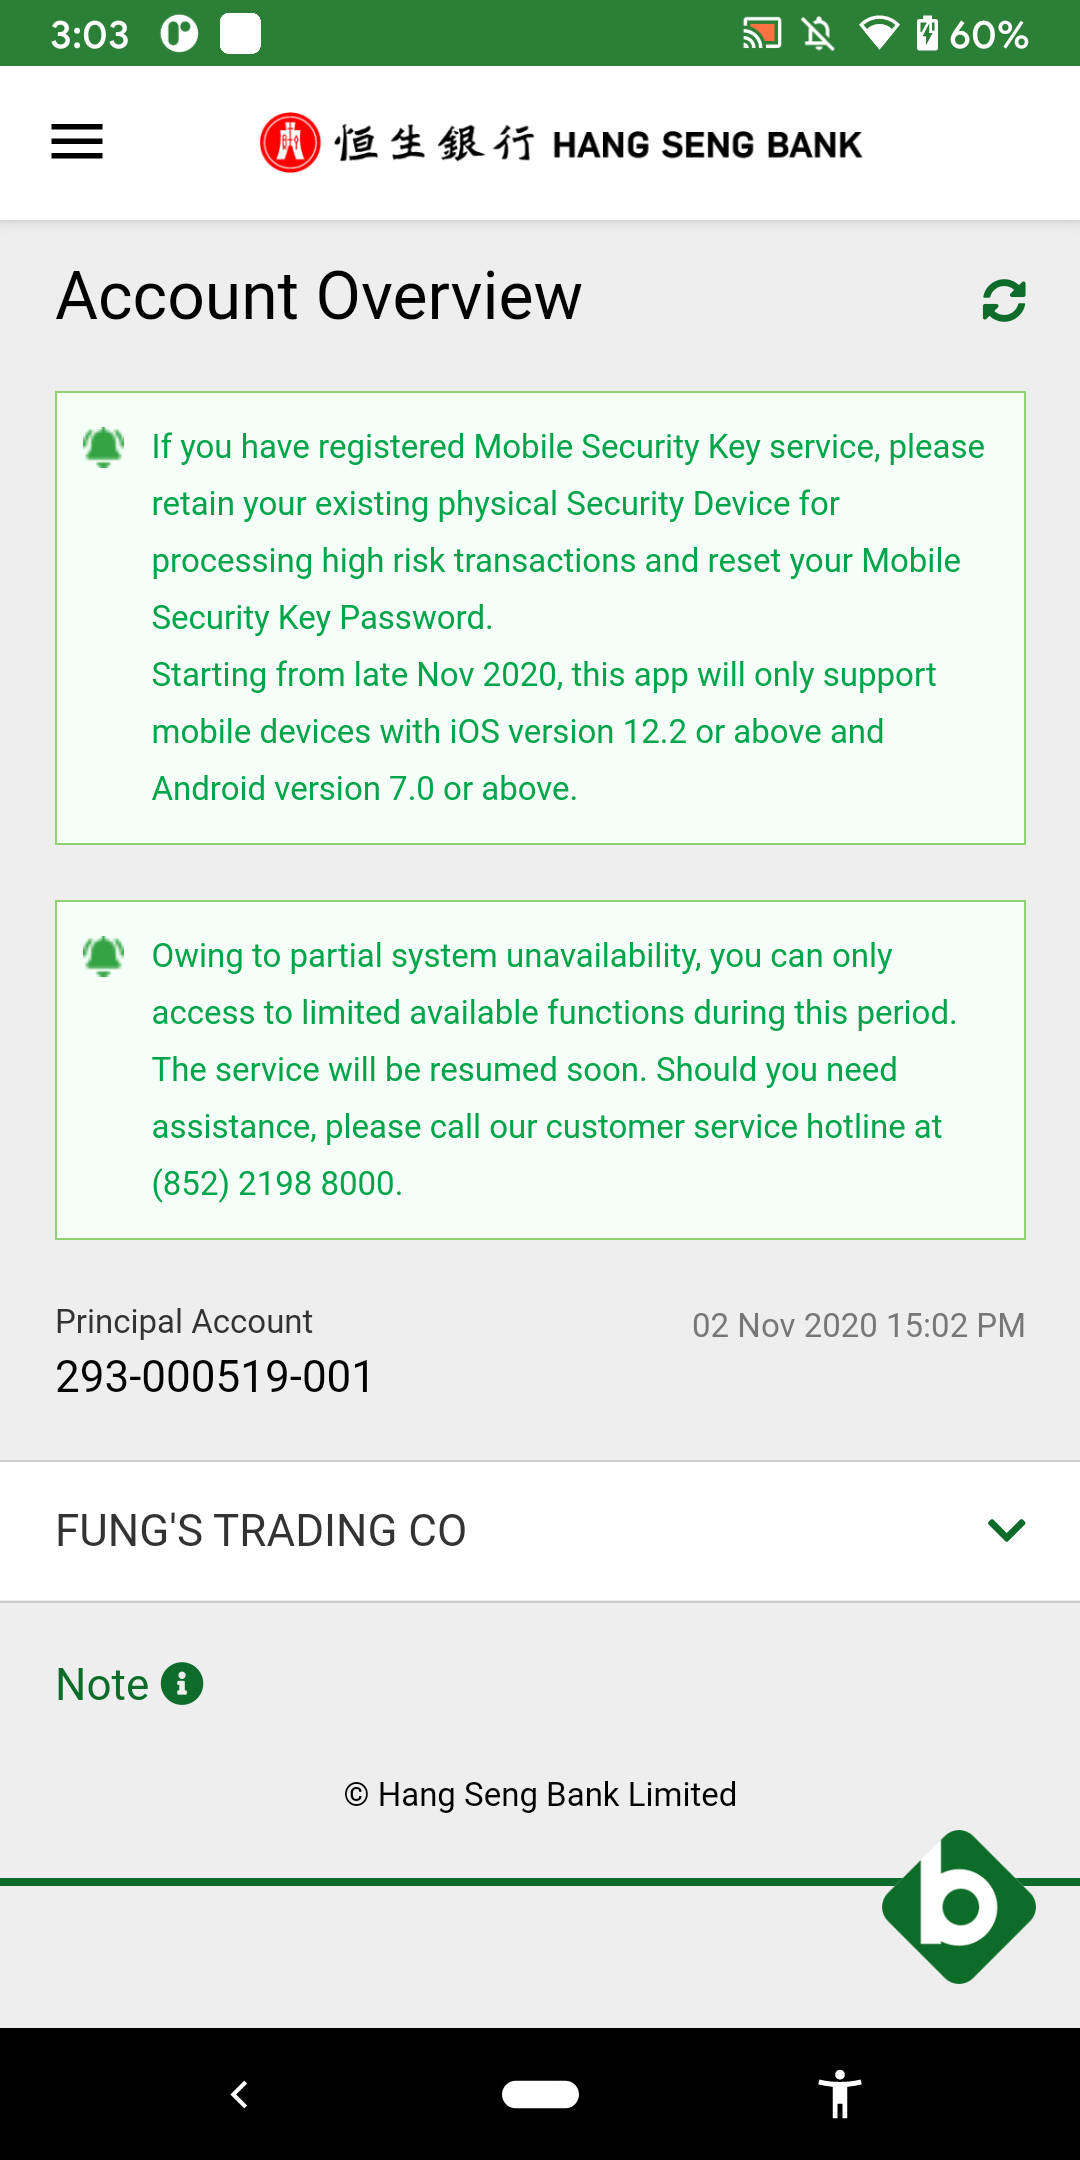 3:03
60%
恒生銀行 HANG SENG BANK
Account Overview
If you have registered Mobile Security Key service, please
retain your existing physical Security Device for
processing high risk transactions and reset your Mobile
Security Key Password.
Starting from late Nov 2020, this app will only support
mobile devices with iOS version 12.2 or above and
Android version 7.0 or above.
Owing to partial system unavailability, you can only
access to limited available functions during this period.
The service will be resumed soon. Should you need
assistance, please call our customer service hotline at
(852) 2198 8000.
Principal Account
02 Nov 2020 15:02 PM
293-000519-001
FUNG'S TRADING CO
Note
© Hang Seng Bank Limited
b